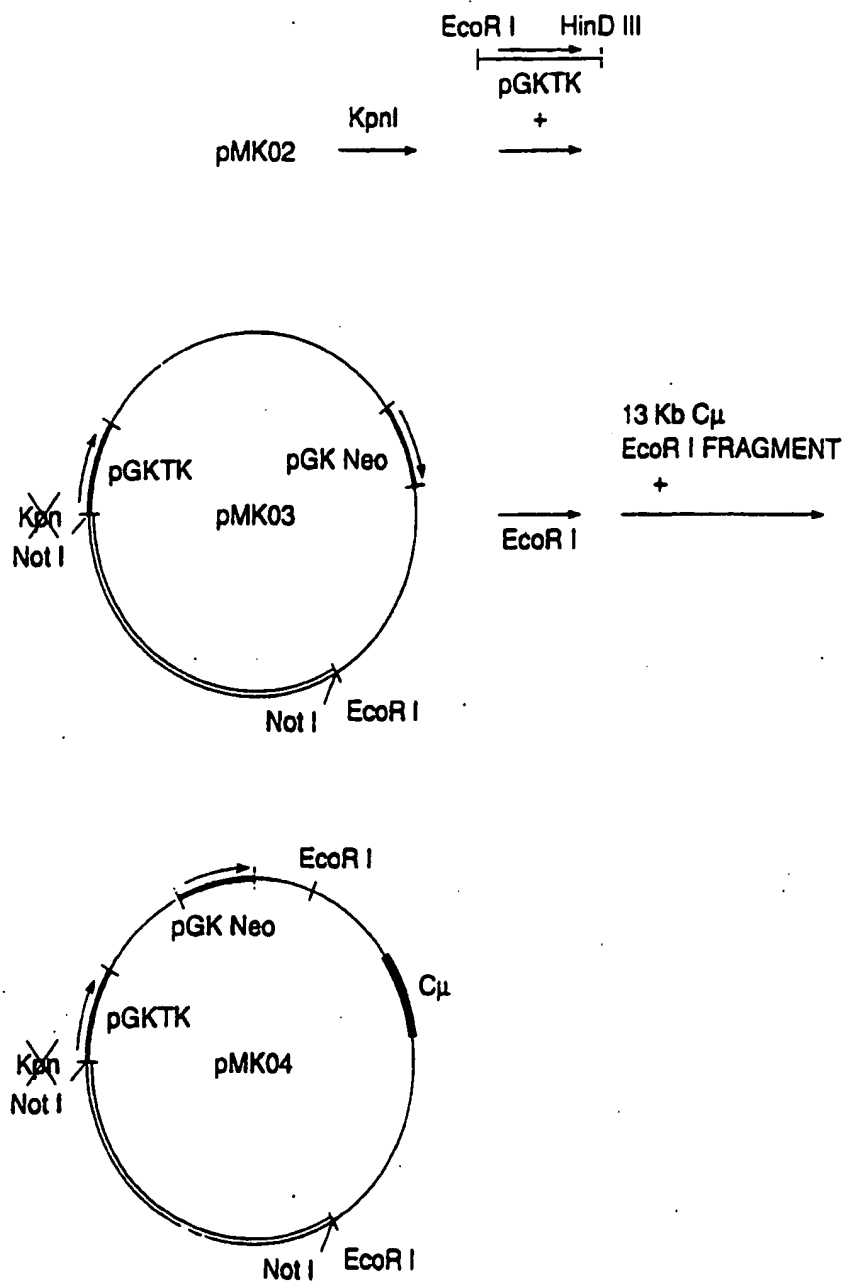 EcoR I HinD III
pGKTK
KpnI +
pMK02
pGKTK
pGK Neo
13 Kb Cµ
EcoR I FRAGMENT
+
Kpn
Not I
pMK03
EcoR I
Not I EcoR I
EcoR I
pGK Neo
Cµ
pGKTK
Kpn
Not I
pMK04
Not I EcoR I